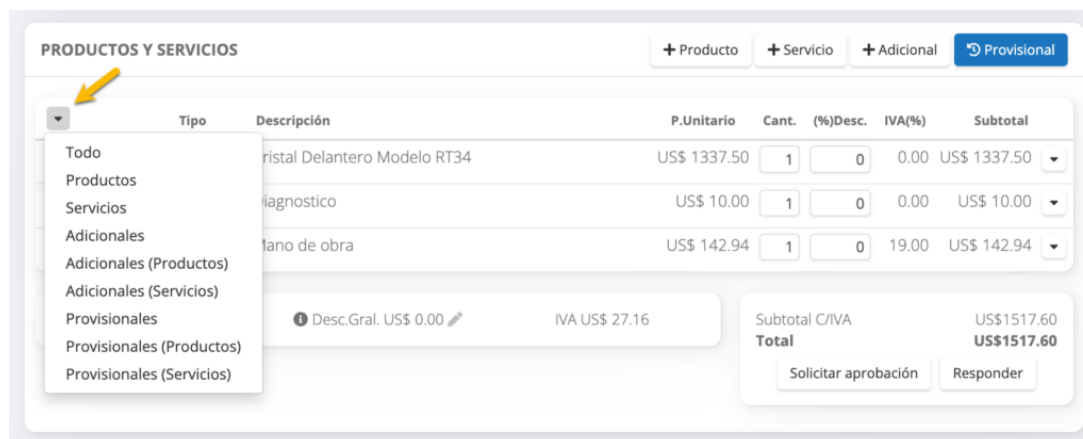 PRODUCTOS Y SERVICIOS + Producto + Servicio + Adicional Provisional
Tipo Descripción P.Unitario Cant. (%)Desc. IVA(%) Subtotal
Todo
ristal Delantero Modelo RT34 US$ 1337.50 1 0 0.00 US$ 1337.50
Productos
Servicios
iagnostico US$ 10.00 1 0 0.00 US$ 10.00
Adicionales
ano de obra US$ 142.94 1 0 19.00 US$ 142.94
Adicionales (Productos)
Adicionales (Servicios)
Provisionales
Desc.Gral. US$ 0.00 IVA US$ 27.16 Subtotal C/IVA US$1517.60
Provisionales (Productos)
Total US$1517.60
Provisionales (Servicios)
Solicitar aprobación Responder